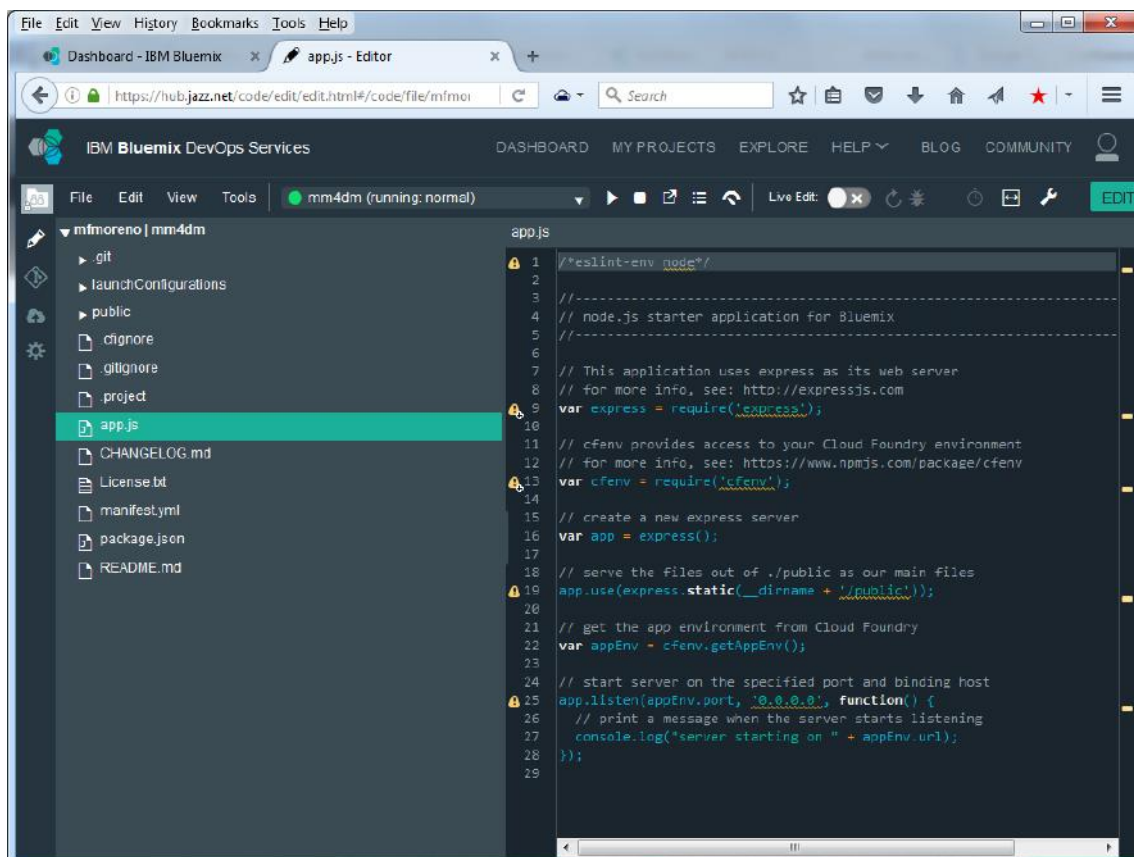 File Edit View History Bookmarks Tools Help
Dashboard - IBM Bluemix × app.js - Editor × +
https://hub.jazz.net/code/edit/edit.html#/code/file/mfmor Search
IBM Bluemix DevOps Services DASHBOARD MY PROJECTS EXPLORE HELP BLOG COMMUNITY
File Edit View Tools mm4dm (running: normal) Live Edit: EDIT
mfmoreno | mm4dm app.js
.git
launchConfigurations
public
.cfignore
.gitignore
.project
app.js
CHANGELOG.md
License.txt
manifest.yml
package.json
README.md
1 /*eslint-env node*/
2
3 //------------------------------------------------------------------------------
4 // node.js starter application for Bluemix
5 //------------------------------------------------------------------------------
6
7 // This application uses express as its web server
8 // for more info, see: http://expressjs.com
9 var express = require('express');
10
11 // cfenv provides access to your Cloud Foundry environment
12 // for more info, see: https://www.npmjs.com/package/cfenv
13 var cfenv = require('cfenv');
14
15 // create a new express server
16 var app = express();
17
18 // serve the files out of ./public as our main files
19 app.use(express.static(__dirname + '/public'));
20
21 // get the app environment from Cloud Foundry
22 var appEnv = cfenv.getAppEnv();
23
24 // start server on the specified port and binding host
25 app.listen(appEnv.port, '0.0.0.0', function() {
26 // print a message when the server starts listening
27 console.log("server starting on " + appEnv.url);
28 });
29